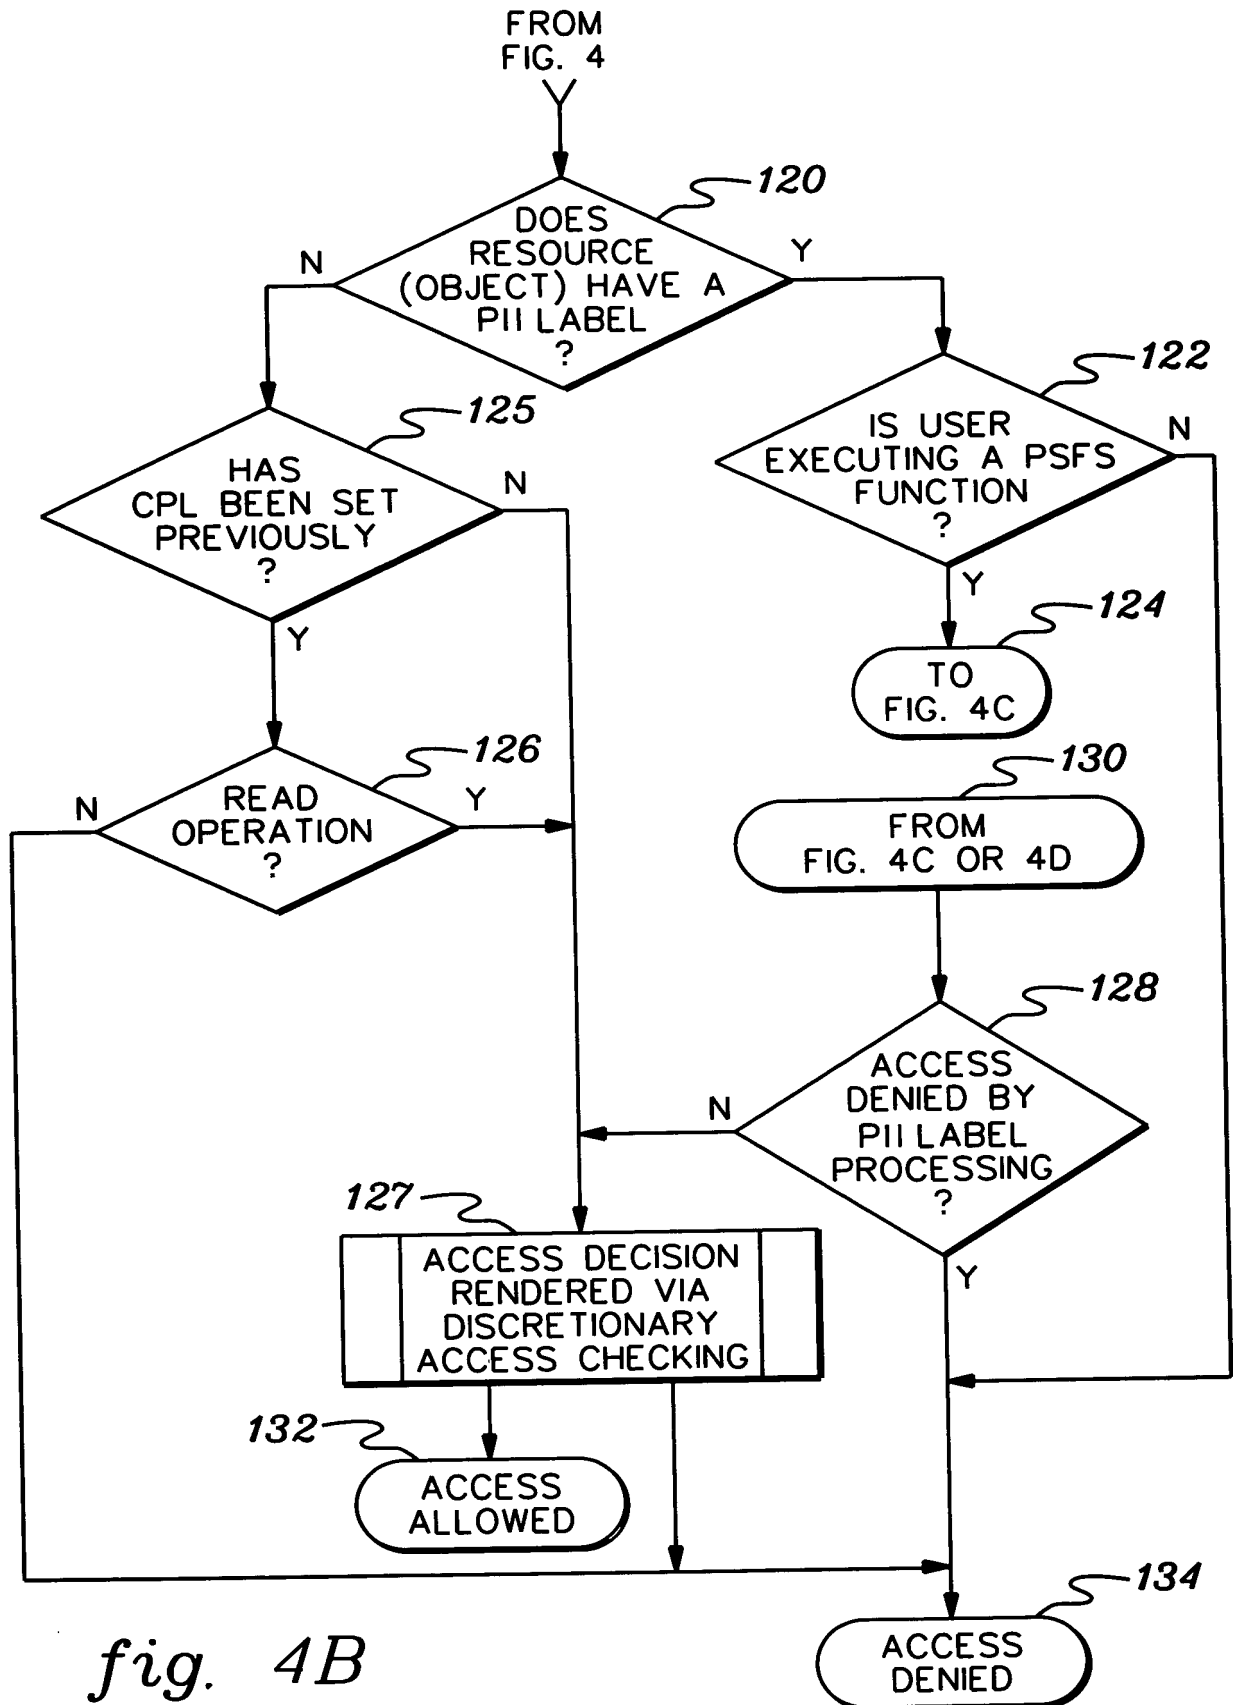 FROM
FIG. 4
120
DOES
RESOURCE
(OBJECT) HAVE A
PII LABEL
?
N
Y
122
IS USER
EXECUTING A PSFS
FUNCTION
?
N
Y
125
HAS
CPL BEEN SET
PREVIOUSLY
?
N
Y
124
TO
FIG. 4C
126
READ
OPERATION
?
N
Y
130
FROM
FIG. 4C OR 4D
128
ACCESS
DENIED BY
PII LABEL
PROCESSING
?
N
Y
127
ACCESS DECISION
RENDERED VIA
DISCRETIONARY
ACCESS CHECKING
132
ACCESS
ALLOWED
134
ACCESS
DENIED
fig. 4B